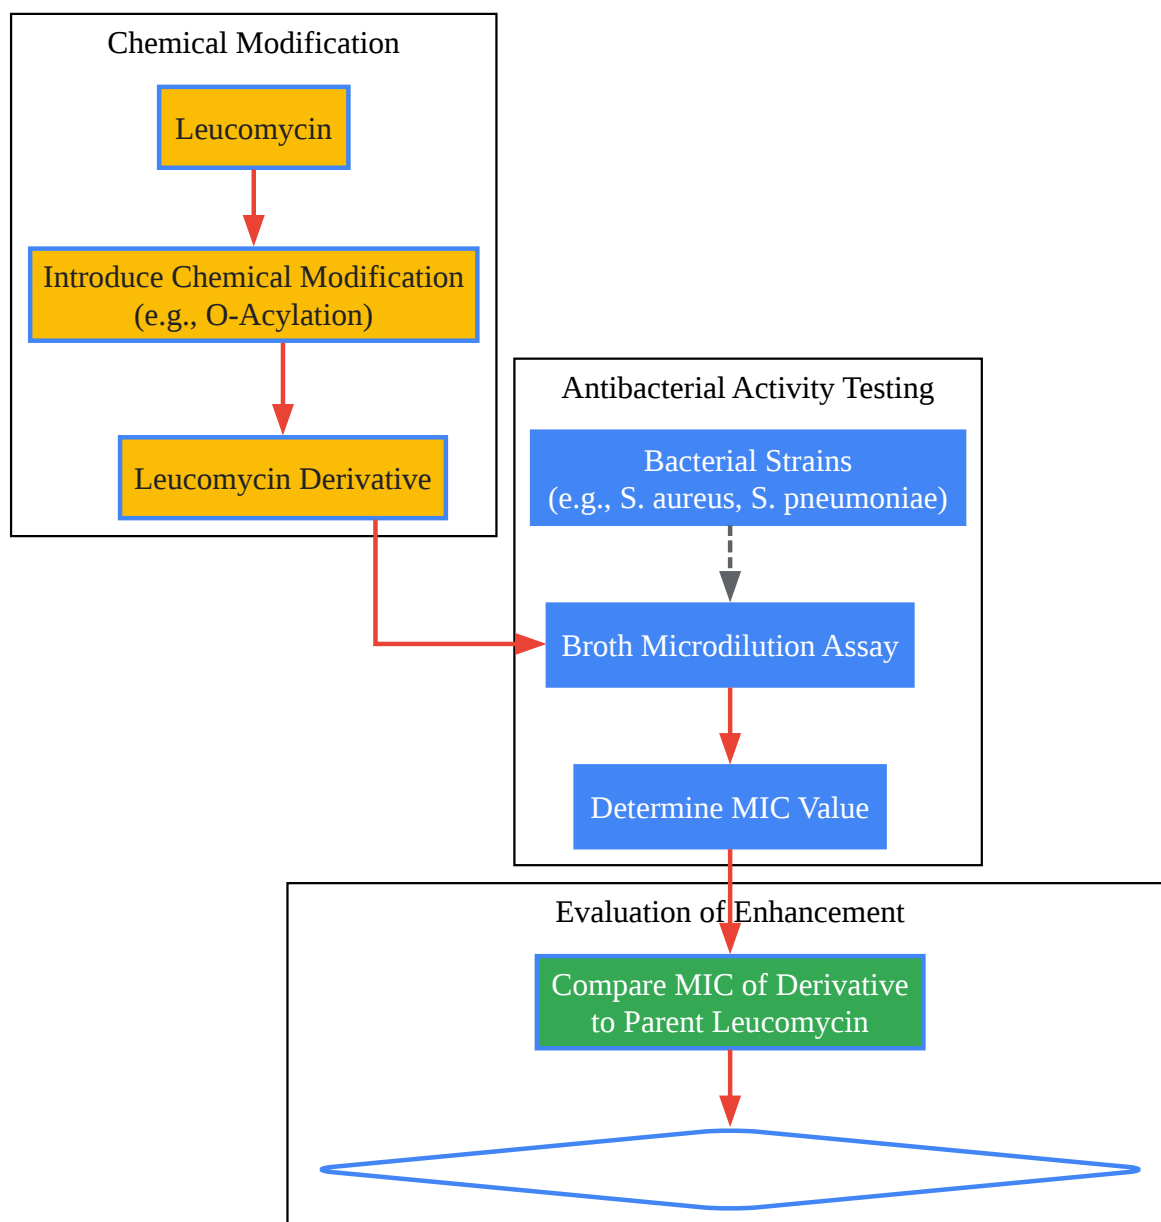 Chemical Modification
Leucomycin
Introduce Chemical Modification
(e.g., O-Acylation)
Leucomycin Derivative
Antibacterial Activity Testing
Bacterial Strains
(e.g., S. aureus, S. pneumoniae)
Broth Microdilution Assay
Determine MIC Value
Evaluation of Enhancement
Compare MIC of Derivative
to Parent Leucomycin